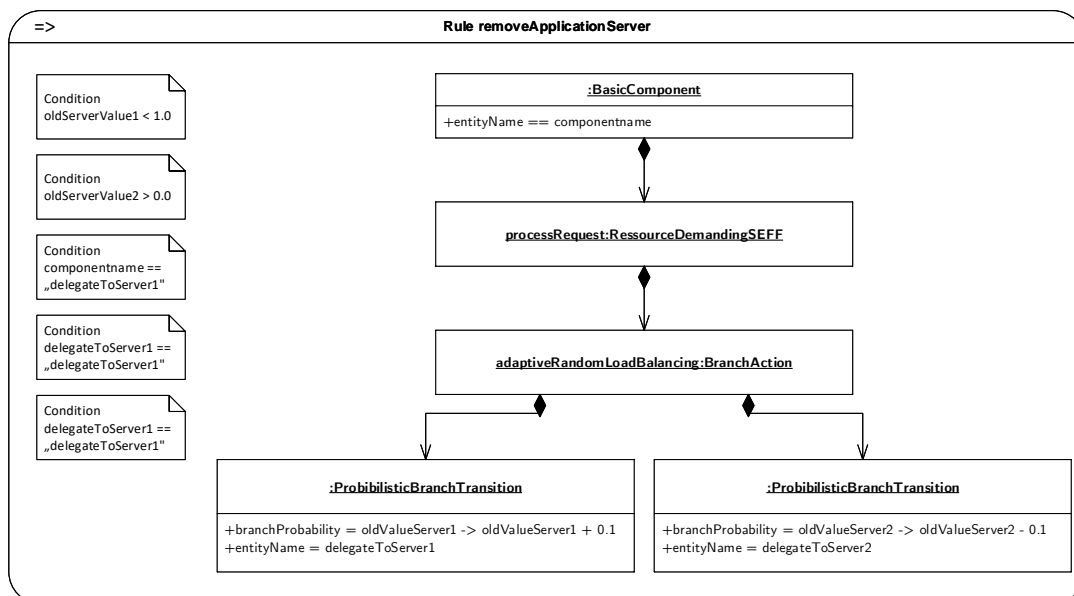 =>
Rule removeApplicationServer
Condition
oldServerValue1 < 1.0
Condition
oldServerValue2 > 0.0
Condition
componentname ==
„delegateToServer1"
Condition
delegateToServer1 ==
„delegateToServer1"
Condition
delegateToServer1 ==
„delegateToServer1"
:BasicComponent
+entityName == componentname
processRequest:RessourceDemandingSEFF
adaptiveRandomLoadBalancing:BranchAction
:ProbibilisticBranchTransition
+branchProbability = oldValueServer1 -> oldValueServer1 + 0.1
+entityName = delegateToServer1
:ProbibilisticBranchTransition
+branchProbability = oldValueServer2 -> oldValueServer2 - 0.1
+entityName = delegateToServer2